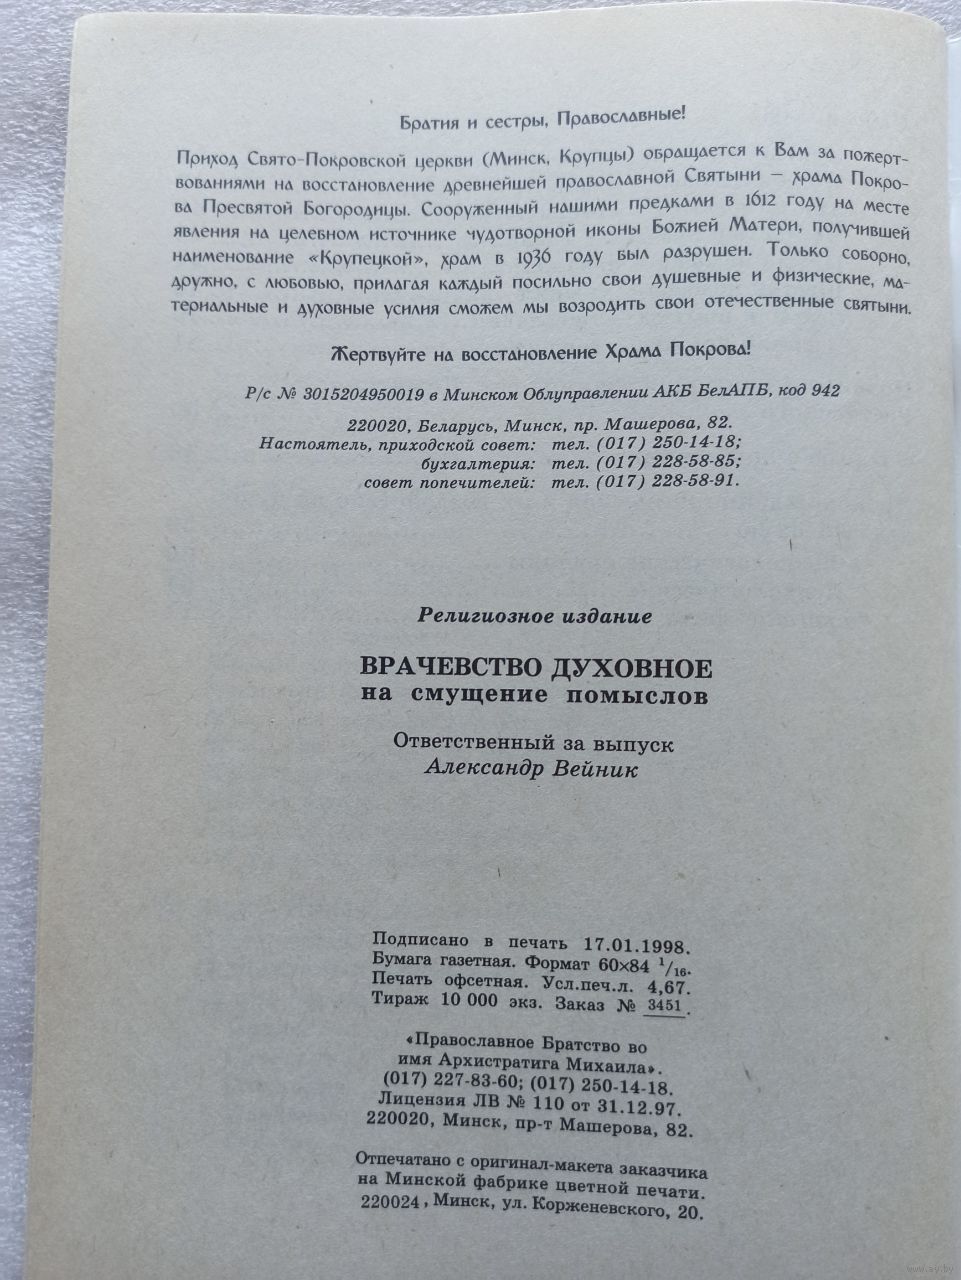 Братия и сестры, Православные!
Приход Свято-Покровской церкви (Минск, Крупцы) обращается к Вам за пожерт-
вованиями на восстановление древнейшей православной Святыни — храма Покро-
ва Пресвятой Богородицы. Сооруженный нашими предками в 1612 году на месте
явления на целебном источнике чудотворной иконы Божией Матери, получившей
наименование «Крупецкой», храм в 1936 году был разрушен. Только соборно,
дружно, с любовью, прилагая каждый посильно свои душевные и физические, ма-
териальные и духовные усилия сможем мы возродить свои отечественные святыни.
Жертвуйте на восстановление Храма Покрова!
Р/с № 3015204950019 в Минском Облуправлении АКБ БелАПБ, код 942
220020, Беларусь, Минск, пр. Машерова, 82.
Настоятель, приходской совет: тел. (017) 250-14-18;
бухгалтерия: тел. (017) 228-58-85;
совет попечителей: тел. (017) 228-58-91.
Религиозное издание
ВРАЧЕВСТВО ДУХОВНОЕ
на смущение помыслов
Ответственный за выпуск
Александр Вейник
Подписано в печать 17.01.1998.
Бумага газетная. Формат 60×84 1/16.
Печать офсетная. Усл.печ.л. 4,67.
Тираж 10 000 экз. Заказ № 3451.
«Православное Братство во
имя Архистратига Михаила».
(017) 227-83-60; (017) 250-14-18.
Лицензия ЛВ № 110 от 31.12.97.
220020, Минск, пр-т Машерова, 82.
Отпечатано с оригинал-макета заказчика
на Минской фабрике цветной печати.
220024, Минск, ул. Корженевского, 20.
www.ay.by